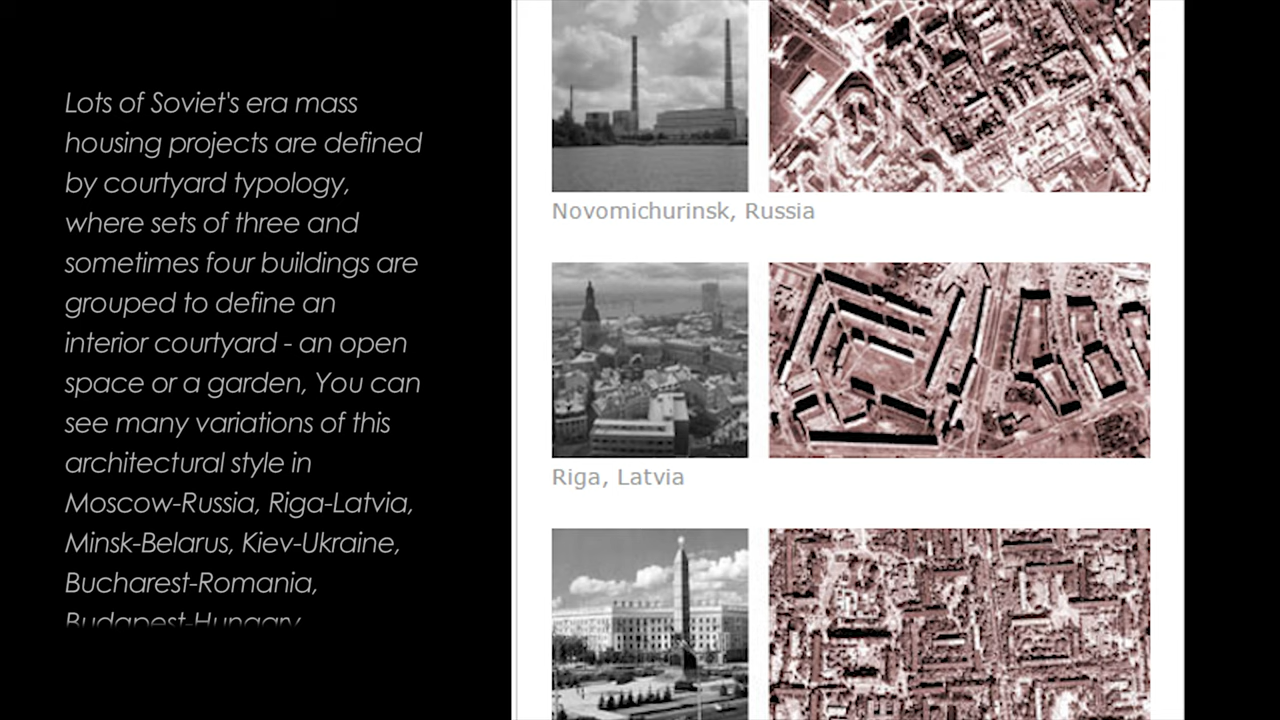 Lots of Soviet's era mass
housing projects are defined
by courtyard typology,
where sets of three and
sometimes four buildings are
grouped to define an
interior courtyard - an open
space or a garden, You can
see many variations of this
architectural style in
Moscow-Russia, Riga-Latvia,
Minsk-Belarus, Kiev-Ukraine,
Bucharest-Romania,
Budapest-Hungary
Novomichurinsk, Russia
Riga, Latvia